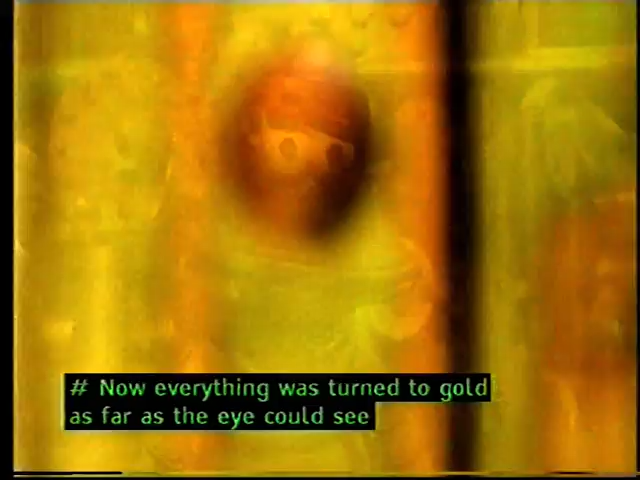 # Now everything was turned to gold
as far as the eye could see